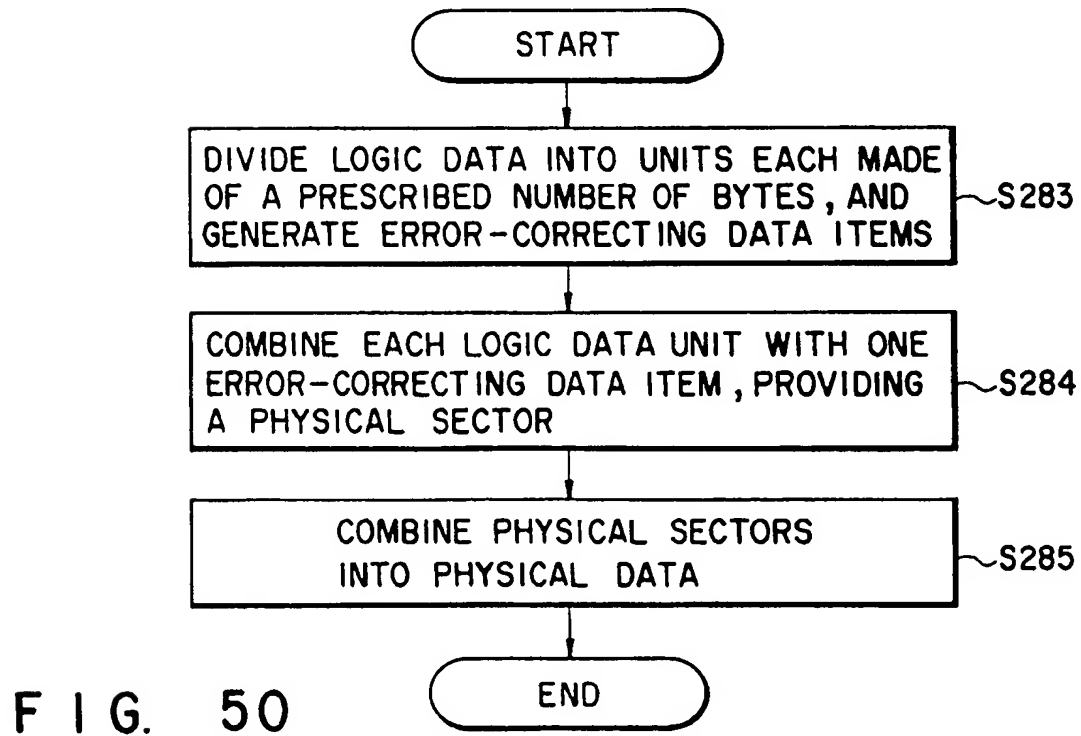 START
DIVIDE LOGIC DATA INTO UNITS EACH MADE
OF A PRESCRIBED NUMBER OF BYTES, AND
GENERATE ERROR-CORRECTING DATA ITEMS
S283
COMBINE EACH LOGIC DATA UNIT WITH ONE
ERROR-CORRECTING DATA ITEM, PROVIDING
A PHYSICAL SECTOR
S284
COMBINE PHYSICAL SECTORS
INTO PHYSICAL DATA
S285
END
FIG. 50